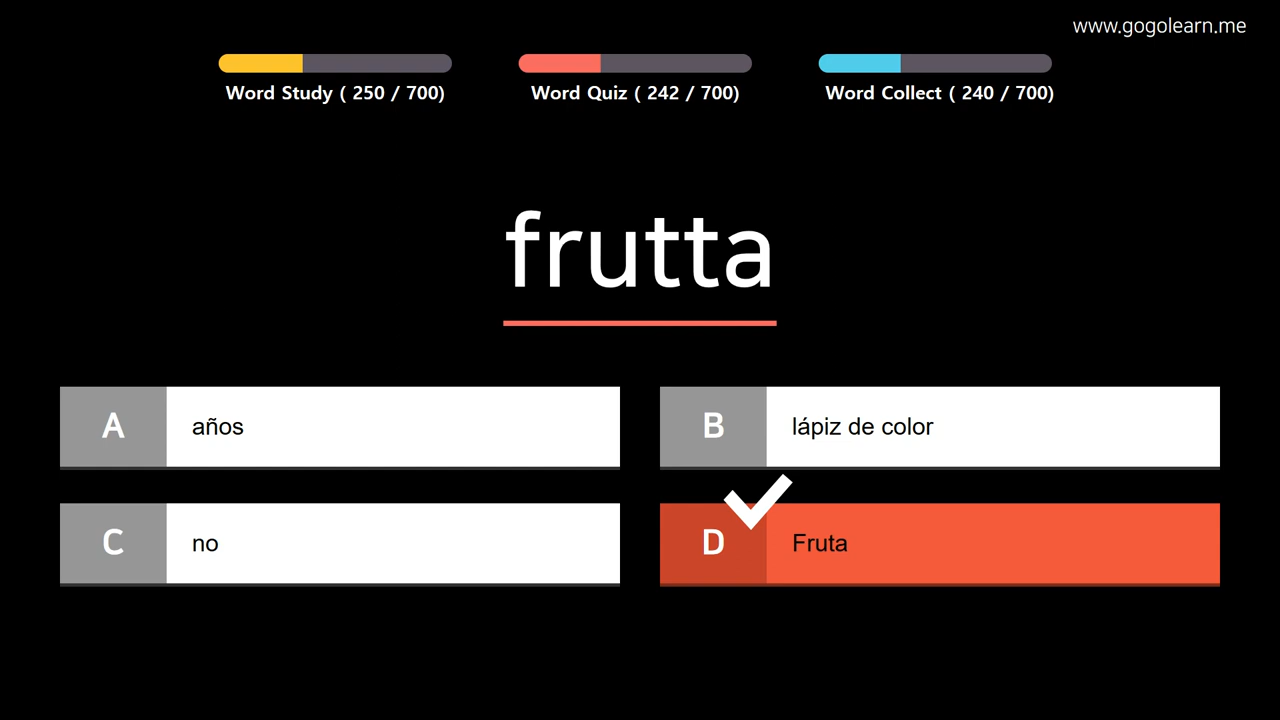 www.gogolearn.me
Word Study ( 250 / 700)
Word Quiz ( 242 / 700)
Word Collect ( 240 / 700)
frutta
A
años
B
lápiz de color
C
no
D
Fruta